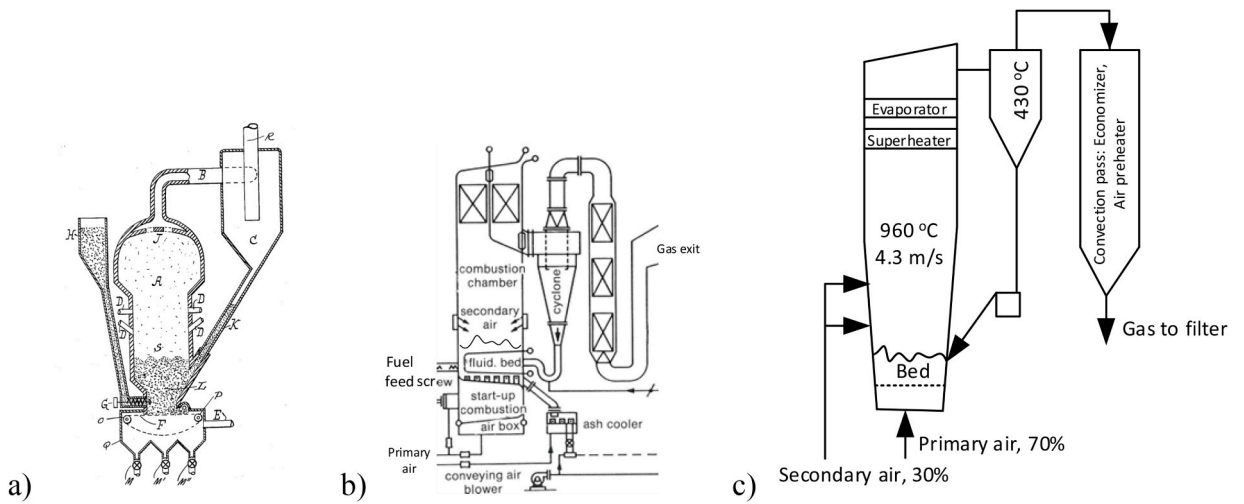 a)
R
B
H
J
C
A
D
D
D
D
K
S
L
G
P
O
F
E
Q
M
M'
M"
b)
combustion
chamber
cyclone
Gas exit
secondary
air
fluid. bed
Fuel
feed screw
start-up
combustion
air box
ash cooler
Primary
air
conveying air
blower
c)
Evaporator
Superheater
430 °C
Convection pass: Economizer,
Air preheater
960 °C
4.3 m/s
Gas to filter
Bed
Primary air, 70%
Secondary air, 30%